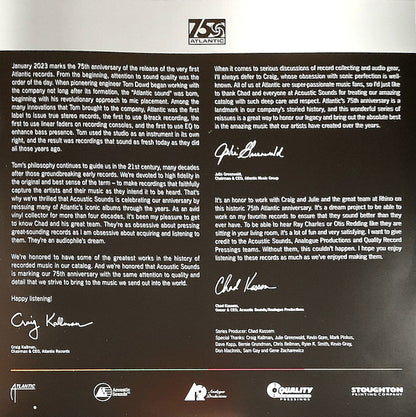 75
ATLANTIC
January 2023 marks the 75th anniversary of the release of the very first
Atlantic records. From the beginning, attention to sound quality was the
order of the day. When pioneering engineer Tom Dowd began working with
the company not long after its formation, the "Atlantic sound" was born,
beginning with his revolutionary approach to mic placement. Among the
many innovations that Tom brought to the company, Atlantic was the first
label to issue true stereo records, the first to use 8-track recording, the
first to use linear faders on recording consoles, and the first to use EQ to
enhance bass presence. Tom used the studio as an instrument in its own
right, and the result was recordings that sound as fresh today as they did
all those years ago.
Tom's philosophy continues to guide us in the 21st century, many decades
after those groundbreaking early records. We're devoted to high fidelity in
the original and best sense of the term – to make recordings that faithfully
capture the artists and their music as they intend it to be heard. That's
why we're thrilled that Acoustic Sounds is celebrating our anniversary by
reissuing many of Atlantic's iconic albums through the years. As an avid
vinyl collector for more than four decades, it's been my pleasure to get
to know Chad and his great team. They're as obsessive about pressing
great-sounding records as I am obsessive about acquiring and listening to
them. They're an audiophile's dream.
We're honored to have some of the greatest works in the history of
recorded music in our catalog. And we're honored that Acoustic Sounds
is marking our 75th anniversary with the same attention to quality and
detail that we strive to bring to the music we send out into the world.
Happy listening!
Craig Kallman
Craig Kallman,
Chairman & CEO, Atlantic Records
When it comes to serious discussions of record collecting and audio gear,
I'll always defer to Craig, whose obsession with sonic perfection is well-
known. All of us at Atlantic are super-passionate music fans, so I'd just like
to thank Chad and everyone at Acoustic Sounds for treating our amazing
catalog with such deep care and respect. Atlantic's 75th anniversary is a
landmark in our company's storied history, and this wonderful series of
reissues is a great way to honor our legacy and bring out the absolute best
in the amazing music that our artists have created over the years.
Julie Greenwald
Julie Greenwald,
Chairman & CEO, Atlantic Music Group
It's an honor to work with Craig and Julie and the great team at Rhino on
this historic 75th Atlantic anniversary. It's a dream project to be able to
work on my favorite records to ensure that they sound better than they
ever have. To be able to hear Ray Charles or Otis Redding like they are
sitting in your living room, it's a lot of fun and very satisfying. I want to give
credit to the Acoustic Sounds, Analogue Productions and Quality Record
Pressings teams. Without them, this couldn't happen. I hope you enjoy
listening to these records as much as we've enjoyed making them.
Chad Kassem
Chad Kassem,
Owner & CEO, Acoustic Sounds/Analogue Productions
Series Producer: Chad Kassem
Special Thanks: Craig Kallman, Julie Greenwald, Kevin Gore, Mark Pinkus,
Dave Kapp, Bernie Grundman, Chris Bellman, Ryan K. Smith, Kevin Gray,
Don MacInnis, Sam Gay and Gene Zacharewicz
ATLANTIC
Acoustic
Sounds
Analogue
Productions
QUALITY
PRESSINGS
STOUGHTON
PRINTING COMPANY